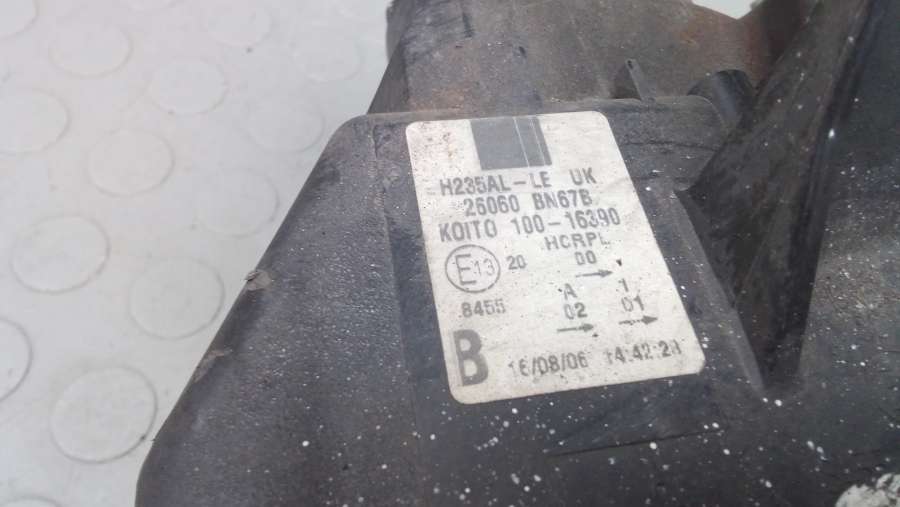 H235AL-LE UK
26060 BN67B
KOITO 100-16390
HCRPL
E13 20 00
8455 A 1
02 01
B 16/08/06 14:42:28